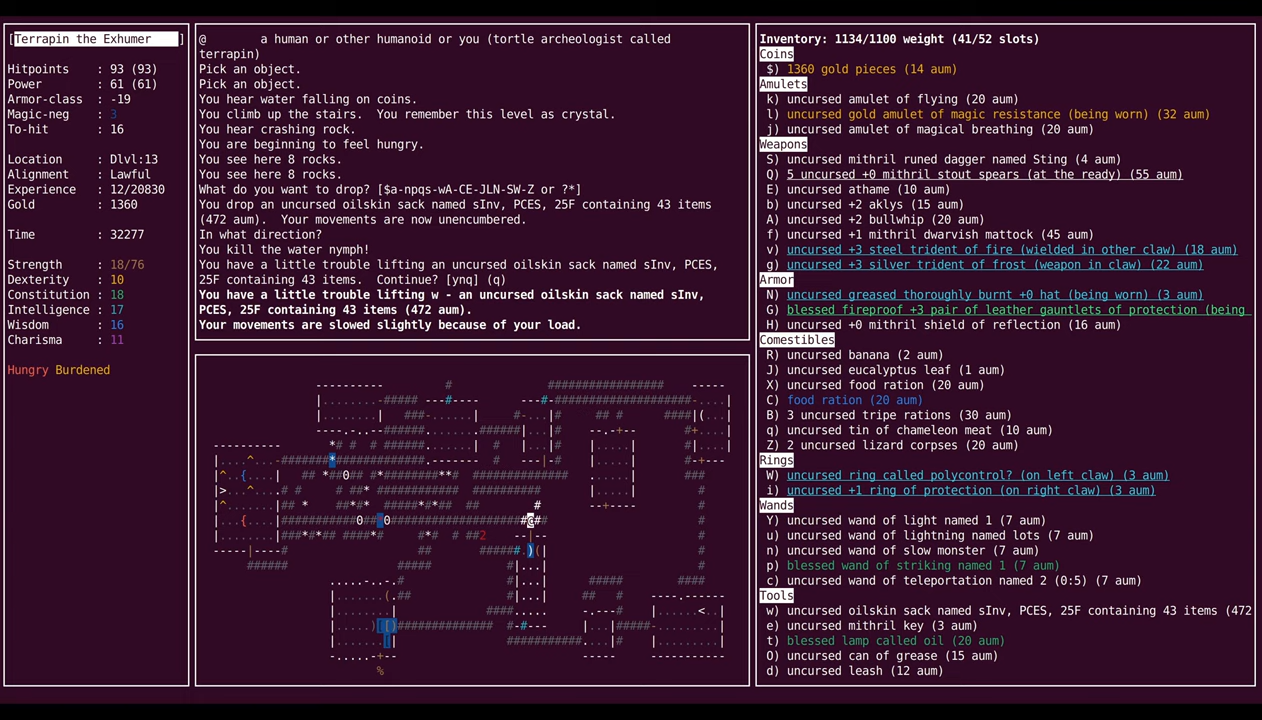 [Terrapin the Exhumer ]
Hitpoints : 93 (93)
Power : 61 (61)
Armor-class : -19
Magic-neg : 3
To-hit : 16
Location : Dlvl:13
Alignment : Lawful
Experience : 12/20830
Gold : 1360
Time : 32277
Strength : 18/76
Dexterity : 10
Constitution : 18
Intelligence : 17
Wisdom : 16
Charisma : 11
Hungry Burdened
@ a human or other humanoid or you (tortle archeologist called
terrapin)
Pick an object.
Pick an object.
You hear water falling on coins.
You climb up the stairs. You remember this level as crystal.
You hear crashing rock.
You are beginning to feel hungry.
You see here 8 rocks.
You see here 8 rocks.
What do you want to drop? [$a-npqs-wA-CE-JLN-SW-Z or ?*]
You drop an uncursed oilskin sack named sInv, PCES, 25F containing 43 items
(472 aum). Your movements are now unencumbered.
In what direction?
You kill the water nymph!
You have a little trouble lifting an uncursed oilskin sack named sInv, PCES,
25F containing 43 items. Continue? [ynq] (q)
You have a little trouble lifting w - an uncursed oilskin sack named sInv,
PCES, 25F containing 43 items (472 aum).
Your movements are slowed slightly because of your load.
Inventory: 1134/1100 weight (41/52 slots)
Coins
$) 1360 gold pieces (14 aum)
Amulets
k) uncursed amulet of flying (20 aum)
l) uncursed gold amulet of magic resistance (being worn) (32 aum)
j) uncursed amulet of magical breathing (20 aum)
Weapons
S) uncursed mithril runed dagger named Sting (4 aum)
Q) 5 uncursed +0 mithril stout spears (at the ready) (55 aum)
E) uncursed athame (10 aum)
b) uncursed +2 aklys (15 aum)
A) uncursed +2 bullwhip (20 aum)
f) uncursed +1 mithril dwarvish mattock (45 aum)
v) uncursed +3 steel trident of fire (wielded in other claw) (18 aum)
g) uncursed +3 silver trident of frost (weapon in claw) (22 aum)
Armor
N) uncursed greased thoroughly burnt +0 hat (being worn) (3 aum)
G) blessed fireproof +3 pair of leather gauntlets of protection (being
H) uncursed +0 mithril shield of reflection (16 aum)
Comestibles
R) uncursed banana (2 aum)
J) uncursed eucalyptus leaf (1 aum)
X) uncursed food ration (20 aum)
C) food ration (20 aum)
B) 3 uncursed tripe rations (30 aum)
q) uncursed tin of chameleon meat (10 aum)
Z) 2 uncursed lizard corpses (20 aum)
Rings
W) uncursed ring called polycontrol? (on left claw) (3 aum)
i) uncursed +1 ring of protection (on right claw) (3 aum)
Wands
Y) uncursed wand of light named 1 (7 aum)
u) uncursed wand of lightning named lots (7 aum)
n) uncursed wand of slow monster (7 aum)
p) blessed wand of striking named 1 (7 aum)
c) uncursed wand of teleportation named 2 (0:5) (7 aum)
Tools
w) uncursed oilskin sack named sInv, PCES, 25F containing 43 items (472
e) uncursed mithril key (3 aum)
t) blessed lamp called oil (20 aum)
O) uncursed can of grease (15 aum)
d) uncursed leash (12 aum)